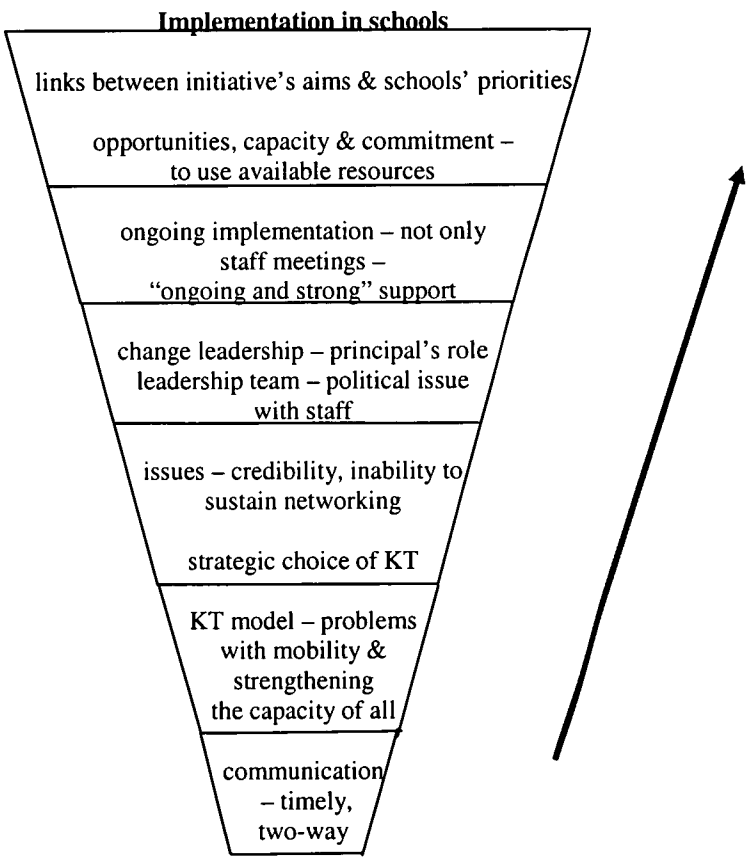 Implementation in schools
links between initiative's aims & schools' priorities
opportunities, capacity & commitment –
to use available resources
ongoing implementation – not only
staff meetings –
“ongoing and strong” support
change leadership – principal's role
leadership team – political issue
with staff
issues – credibility, inability to
sustain networking
strategic choice of KT
KT model – problems
with mobility &
strengthening
the capacity of all
communication
– timely,
two-way